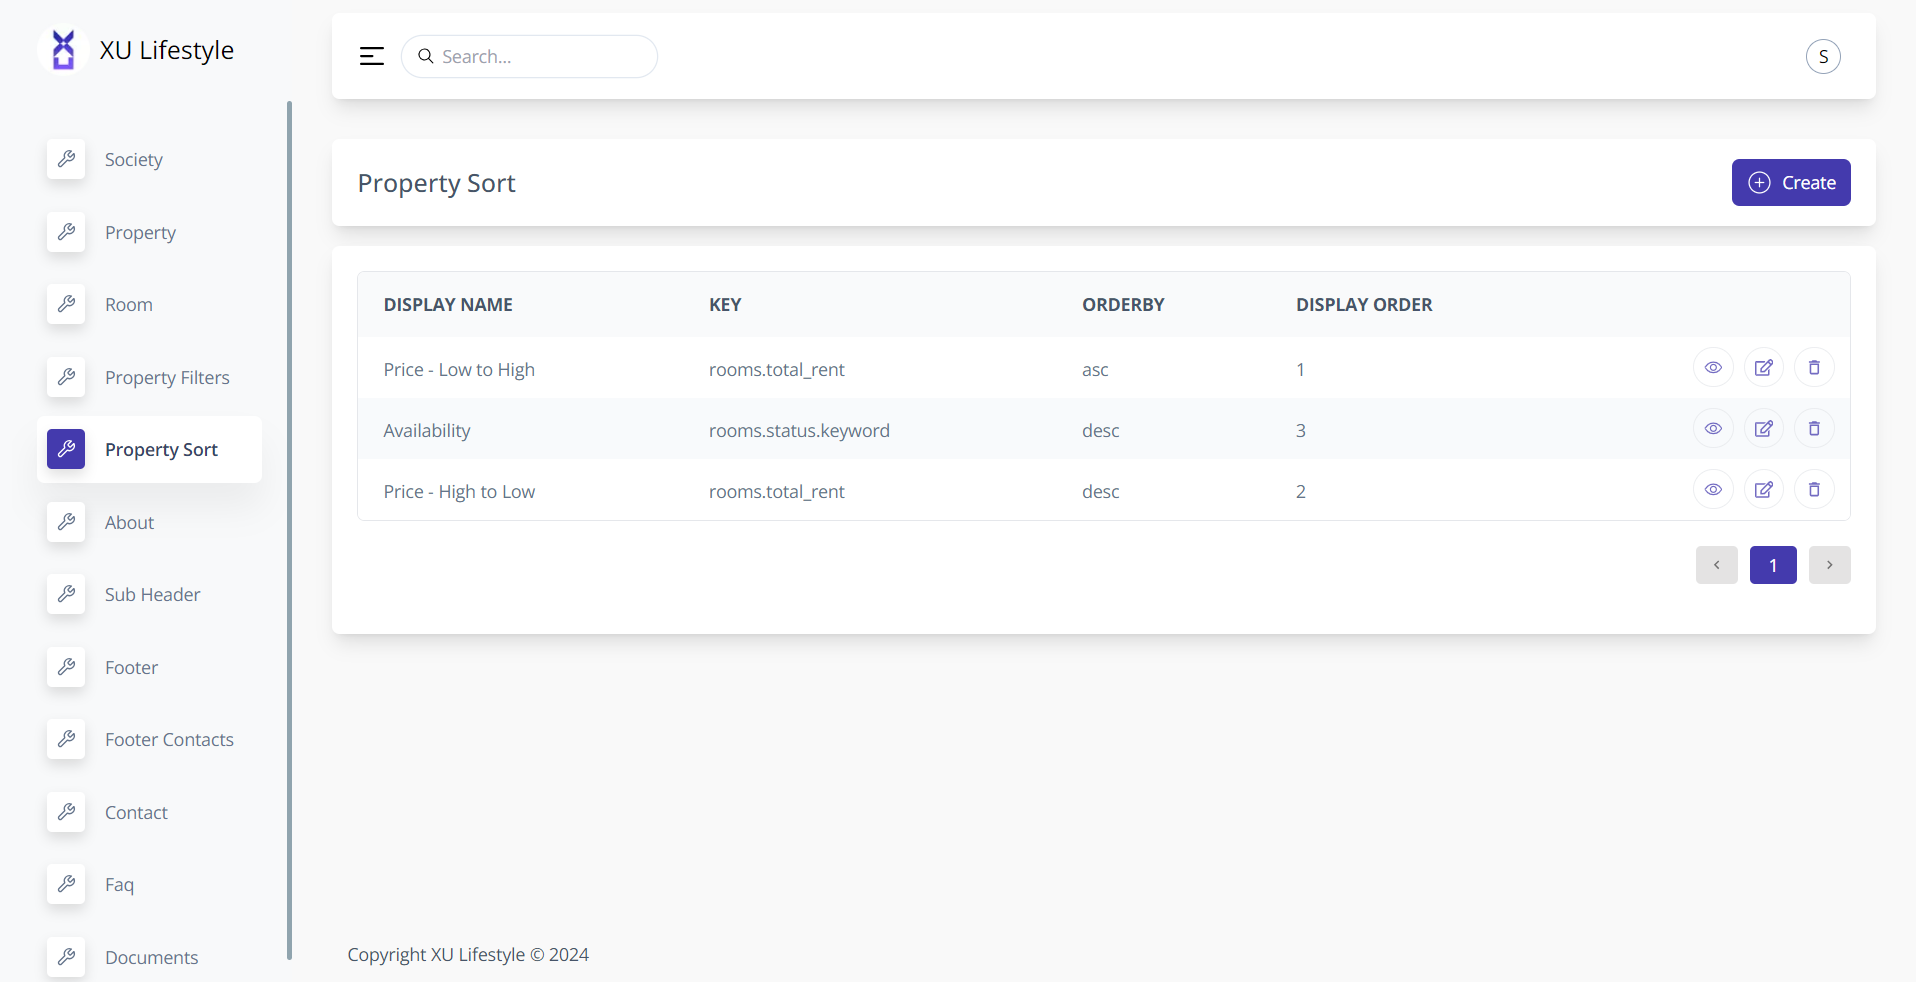 XU Lifestyle
Search...
S
Society
Property
Room
Property Filters
Property Sort
About
Sub Header
Footer
Footer Contacts
Contact
Faq
Documents
Property Sort
Create
DISPLAY NAME KEY ORDERBY DISPLAY ORDER
Price - Low to High rooms.total_rent asc 1
Availability rooms.status.keyword desc 3
Price - High to Low rooms.total_rent desc 2
1
Copyright XU Lifestyle © 2024